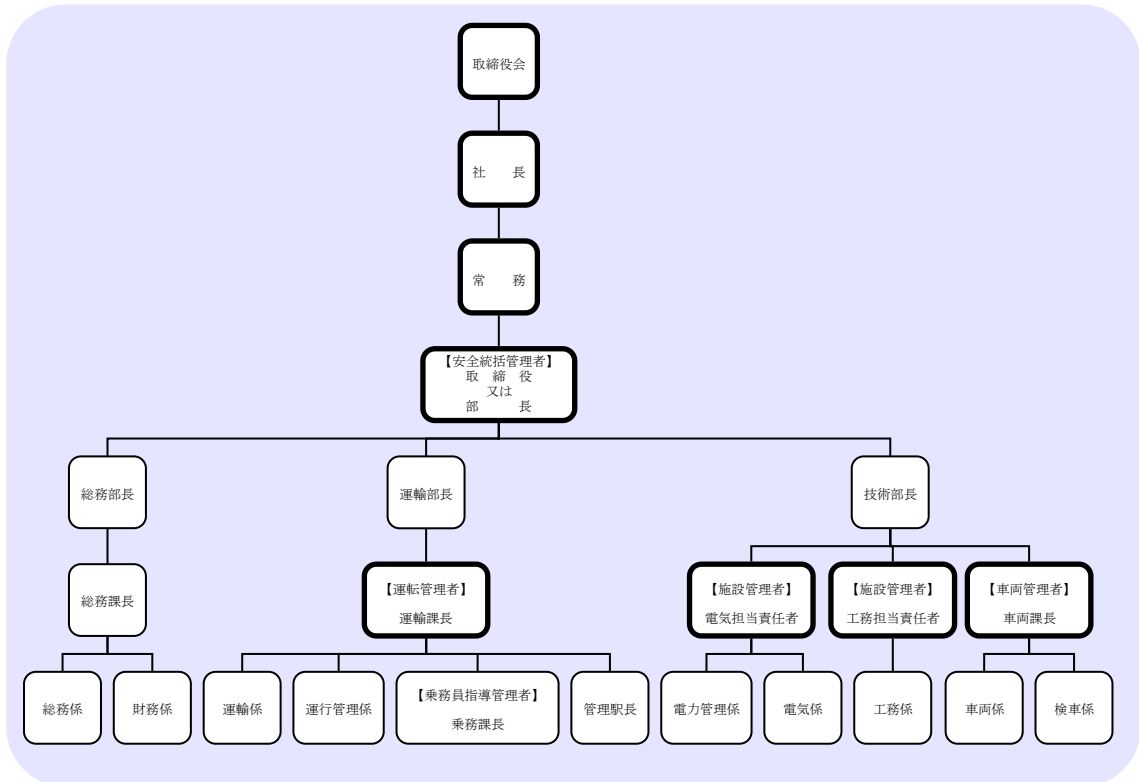 取締役会
社　　長
常　　務
【安全統括管理者】
取　締　役
又は
部　　　長
総務部長
運輸部長
技術部長
総務課長
【運転管理者】
運輸課長
【施設管理者】
電気担当責任者
【施設管理者】
工務担当責任者
【車両管理者】
車両課長
総務係
財務係
運輸係
運行管理係
【乗務員指導管理者】
乗務課長
管理駅長
電力管理係
電気係
工務係
車両係
検車係